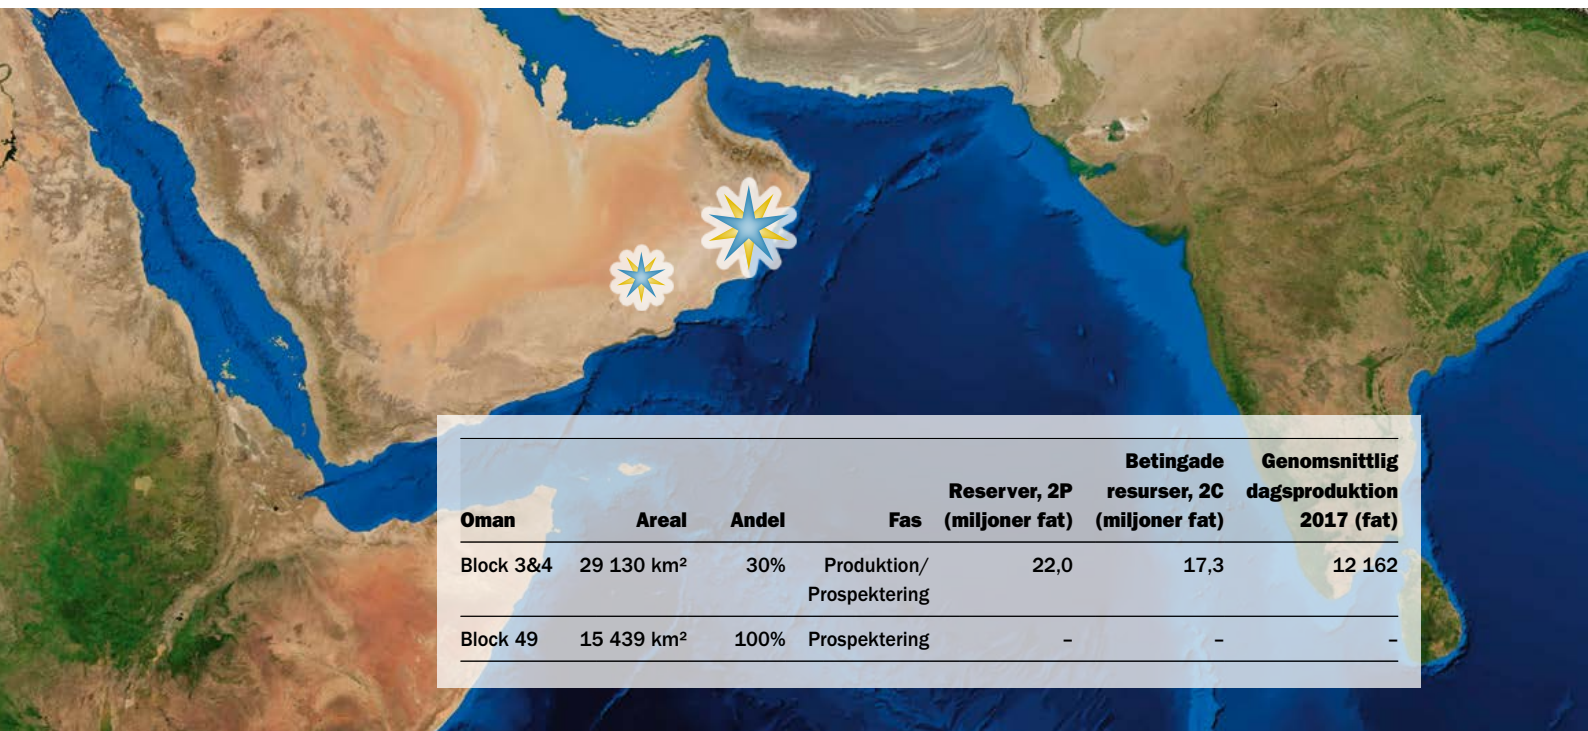 Betingade Genomsnittlig
Reserver, 2P resurser, 2C dagsproduktion
Oman Areal Andel Fas (miljoner fat) (miljoner fat) 2017 (fat)
Block 3&4 29 130 km² 30% Produktion/ 22,0 17,3 12 162
Prospektering
Block 49 15 439 km² 100% Prospektering – – –